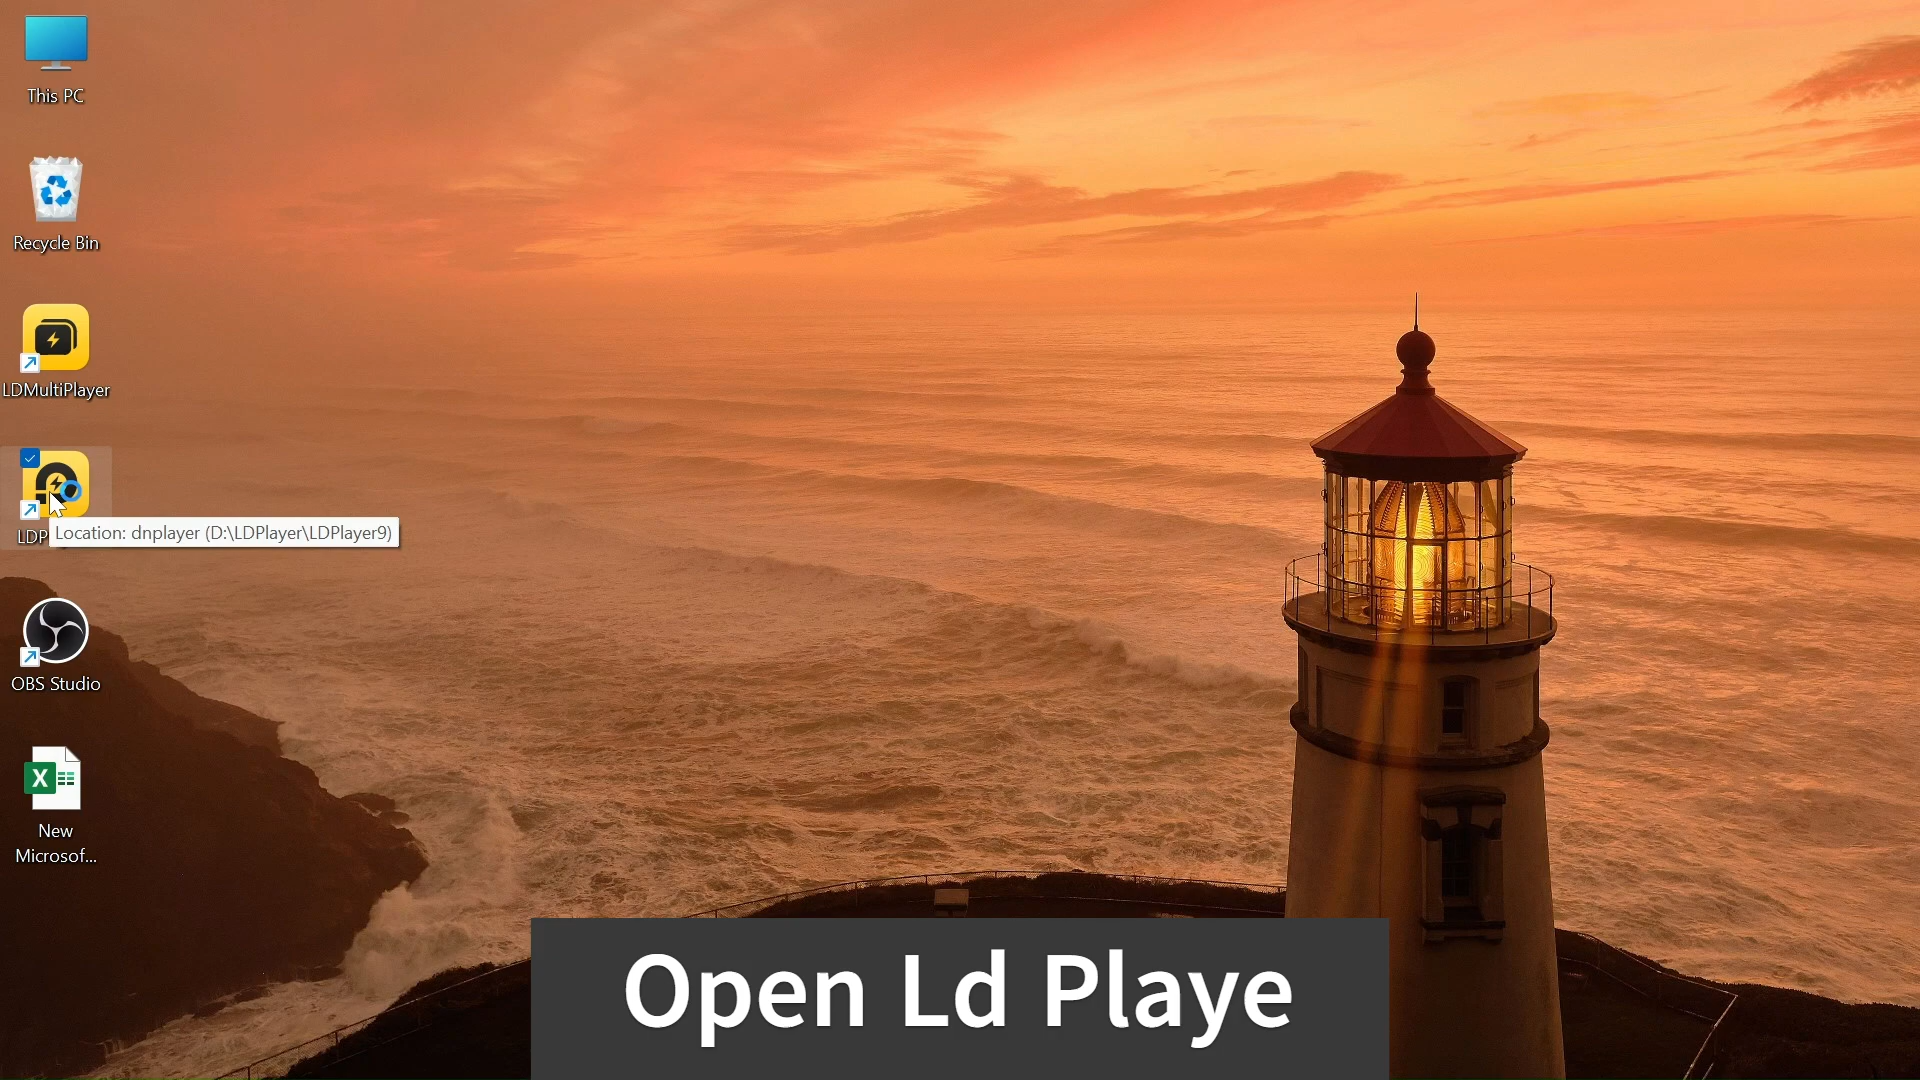 This PC
Recycle Bin
LDMultiPlayer
LDP
Location: dnplayer (D:\LDPlayer\LDPlayer9)
OBS Studio
X
New
Microsof...
Open Ld Playe